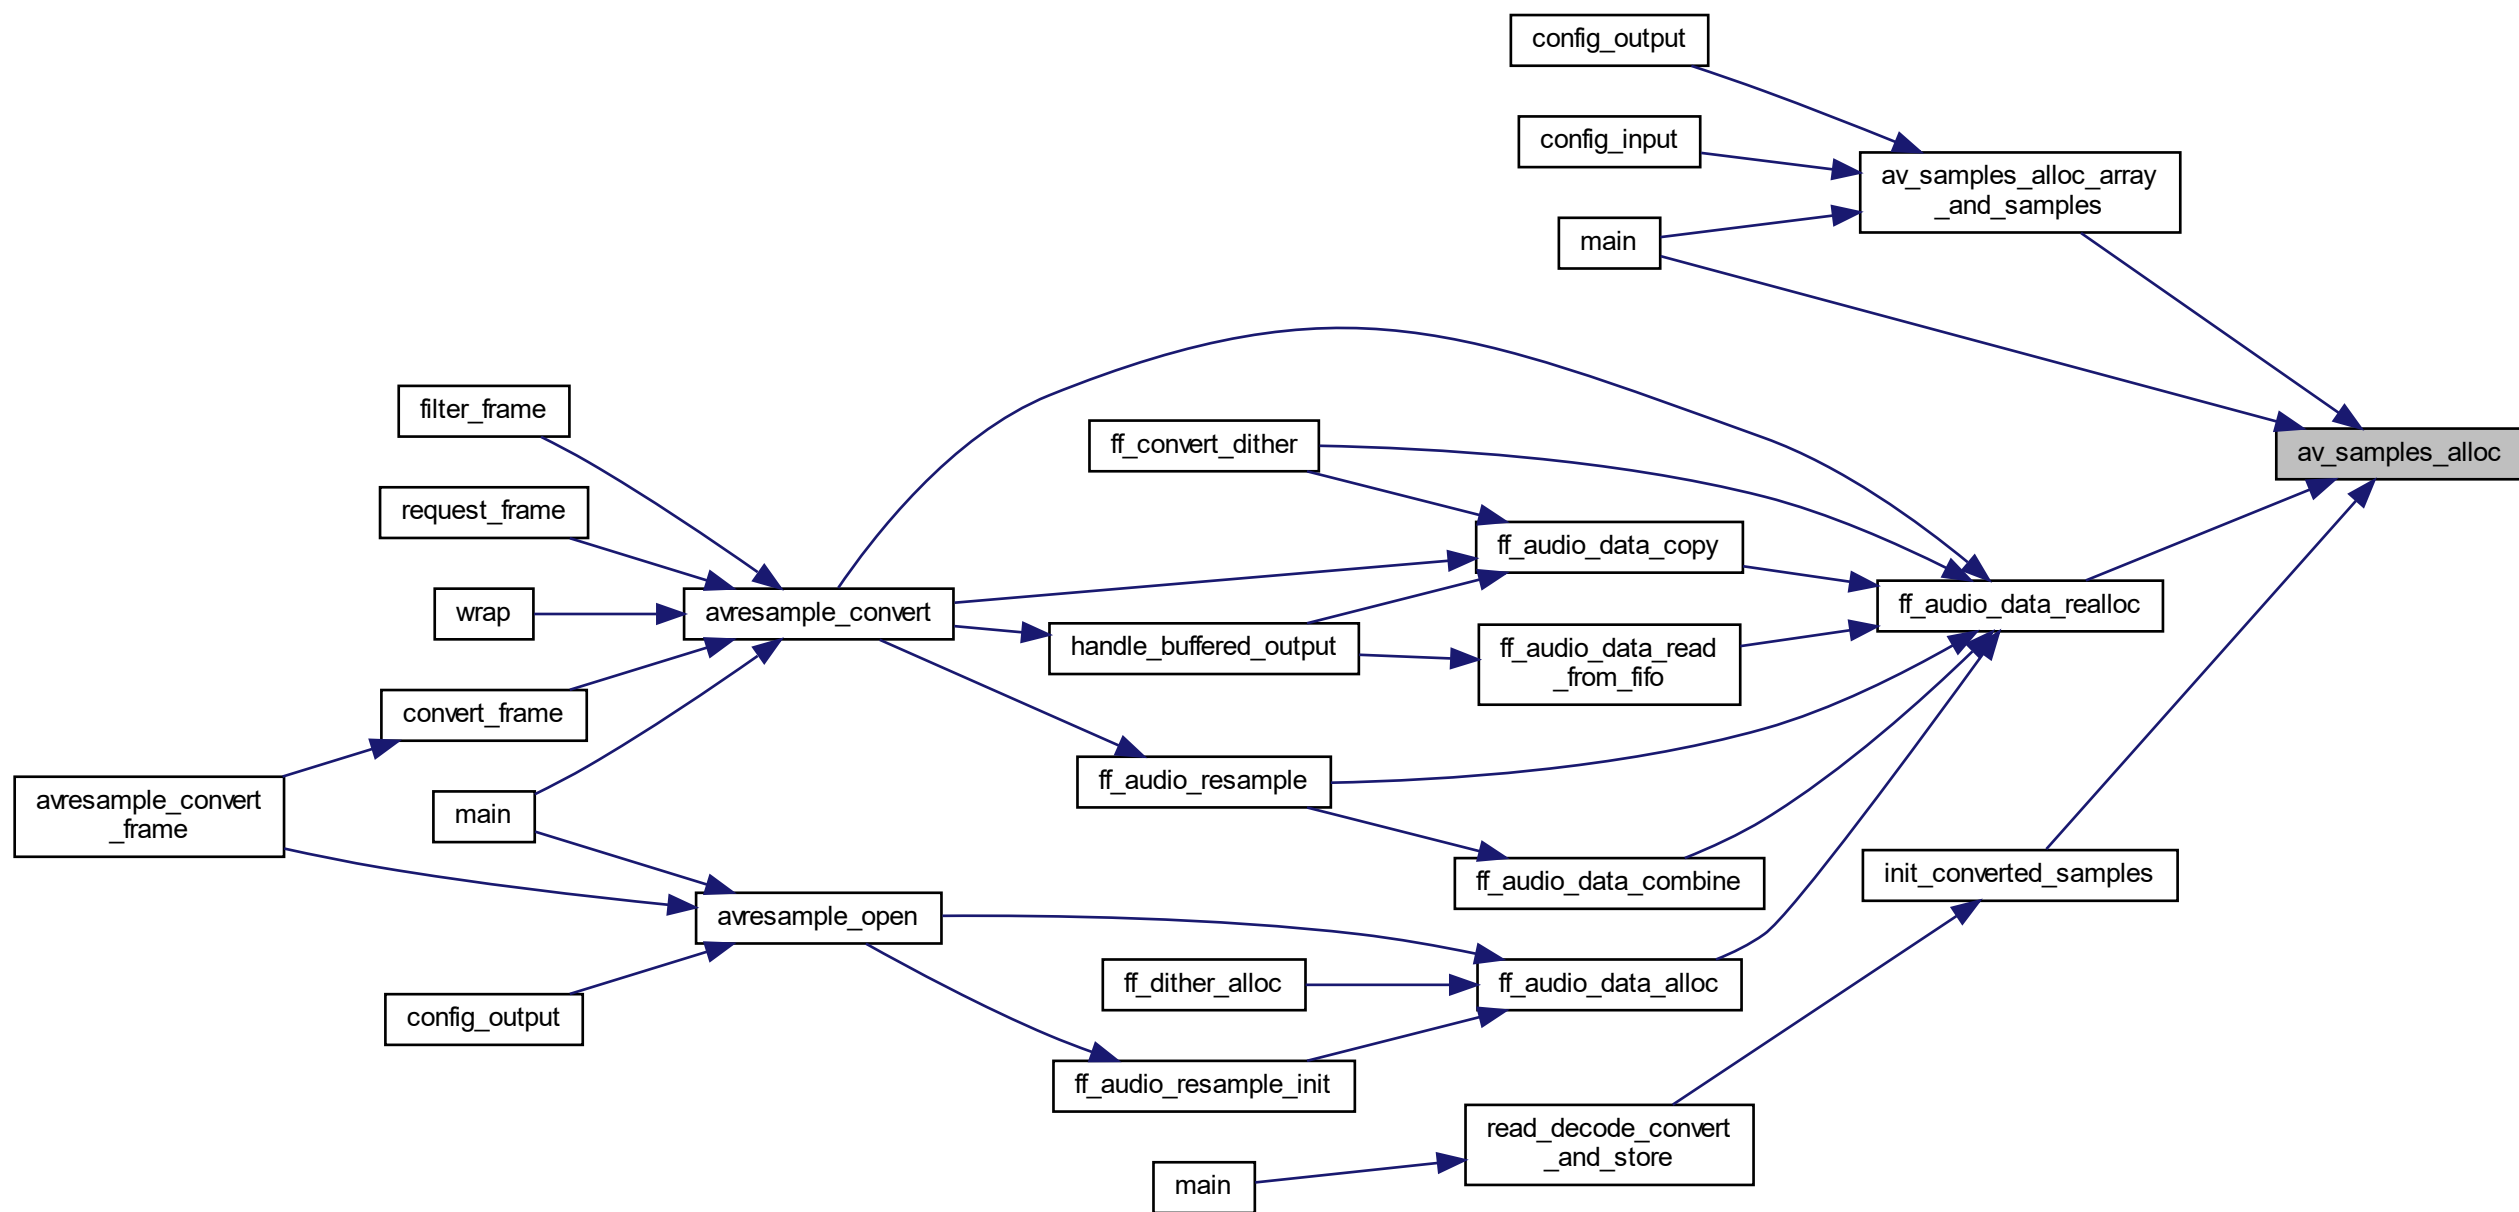 config_output
config_input
av_samples_alloc_array
_and_samples
main
filter_frame
ff_convert_dither
av_samples_alloc
request_frame
ff_audio_data_copy
wrap
avresample_convert
ff_audio_data_realloc
handle_buffered_output
ff_audio_data_read
_from_fifo
convert_frame
ff_audio_resample
avresample_convert
_frame
main
ff_audio_data_combine
init_converted_samples
avresample_open
ff_dither_alloc
ff_audio_data_alloc
config_output
ff_audio_resample_init
read_decode_convert
_and_store
main